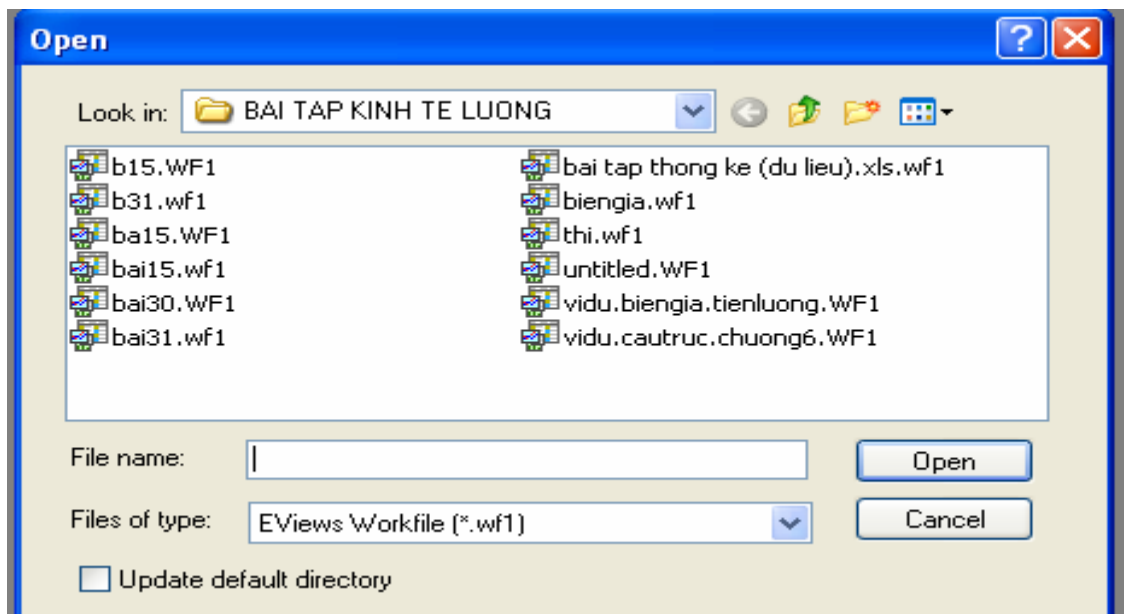 Open
Look in: BAI TAP KINH TE LUONG
b15.WF1
b31.wf1
ba15.WF1
bai15.wf1
bai30.WF1
bai31.wf1
bai tap thong ke (du lieu).xls.wf1
biengia.wf1
thi.wf1
untitled.WF1
vidu.biengia.tienluong.WF1
vidu.cautruc.chuong6.WF1
File name:
Open
Files of type: EViews Workfile (*.wf1)
Cancel
Update default directory